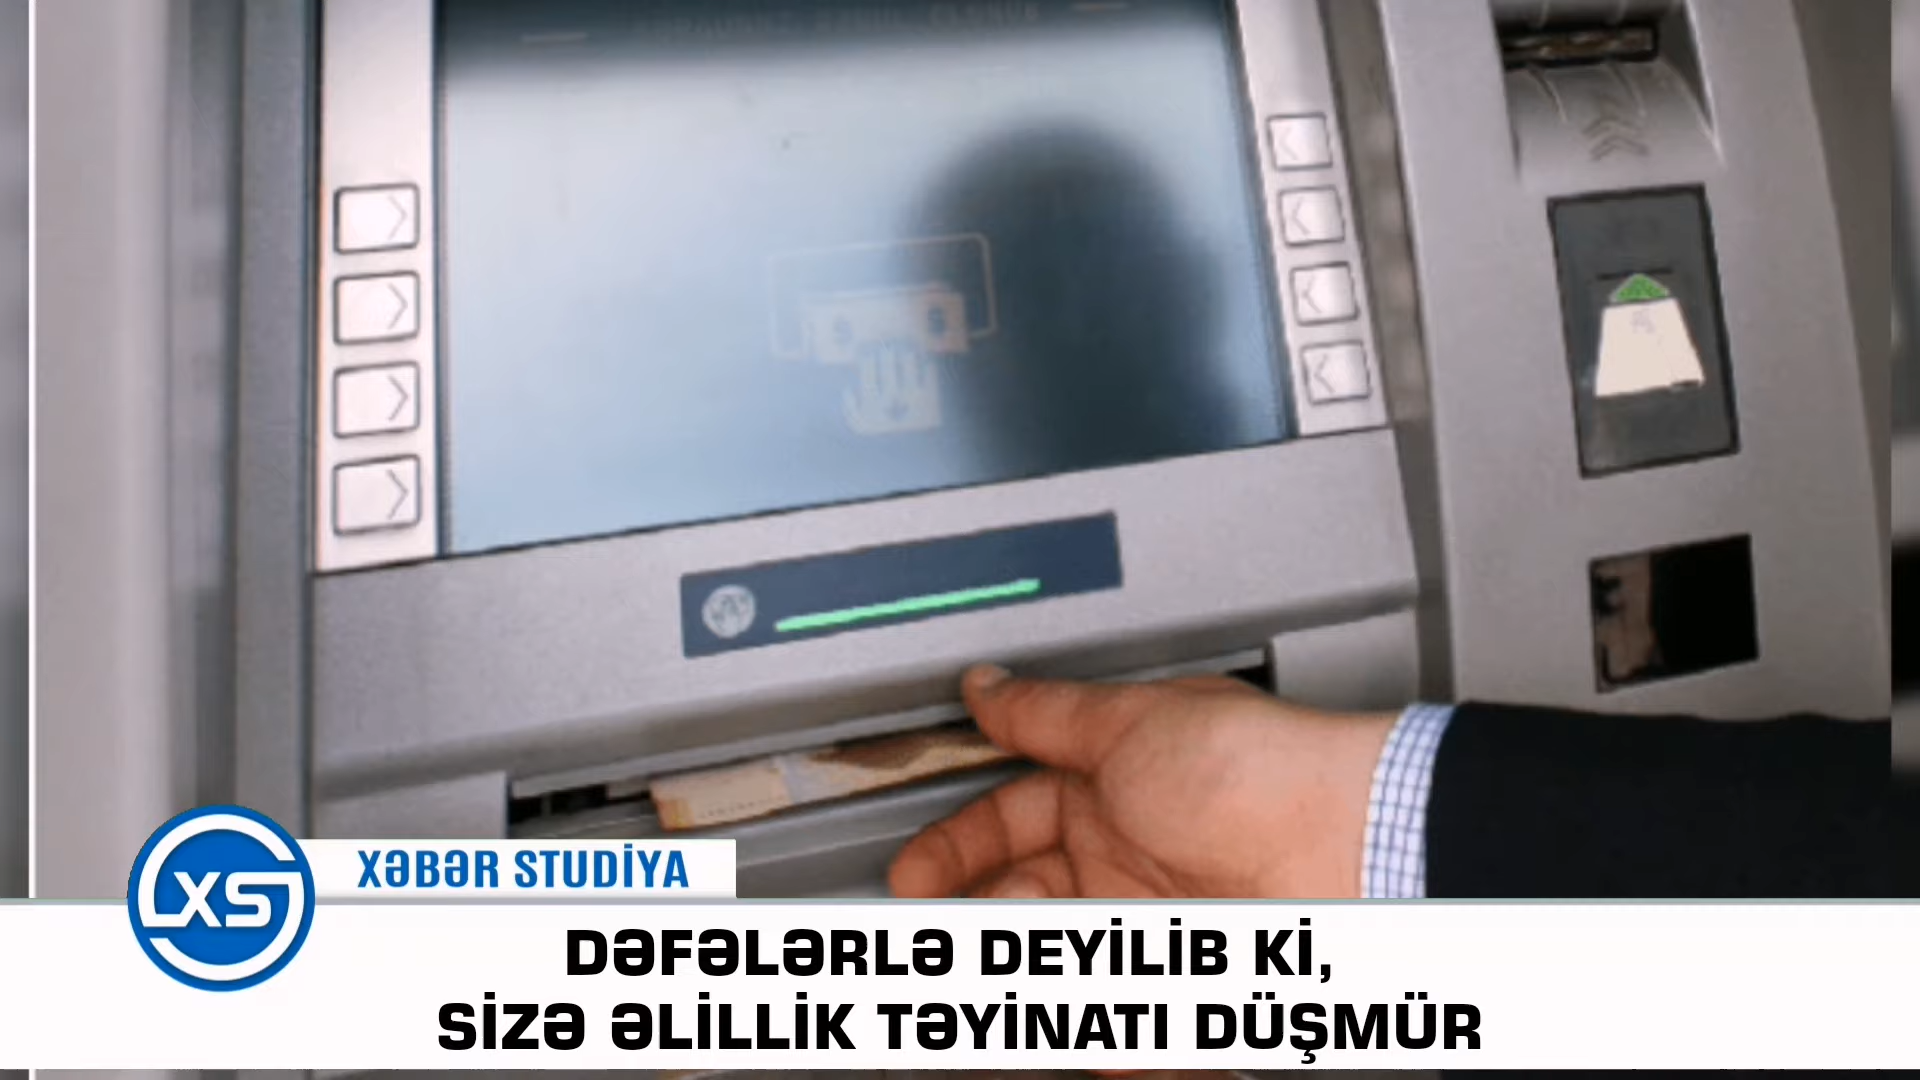 XƏBƏR STUDİYA
XS
DƏFƏLƏRLƏ DEYİLİB Kİ,
SİZƏ ƏLİLLİK TƏYİNATI DÜŞMÜR